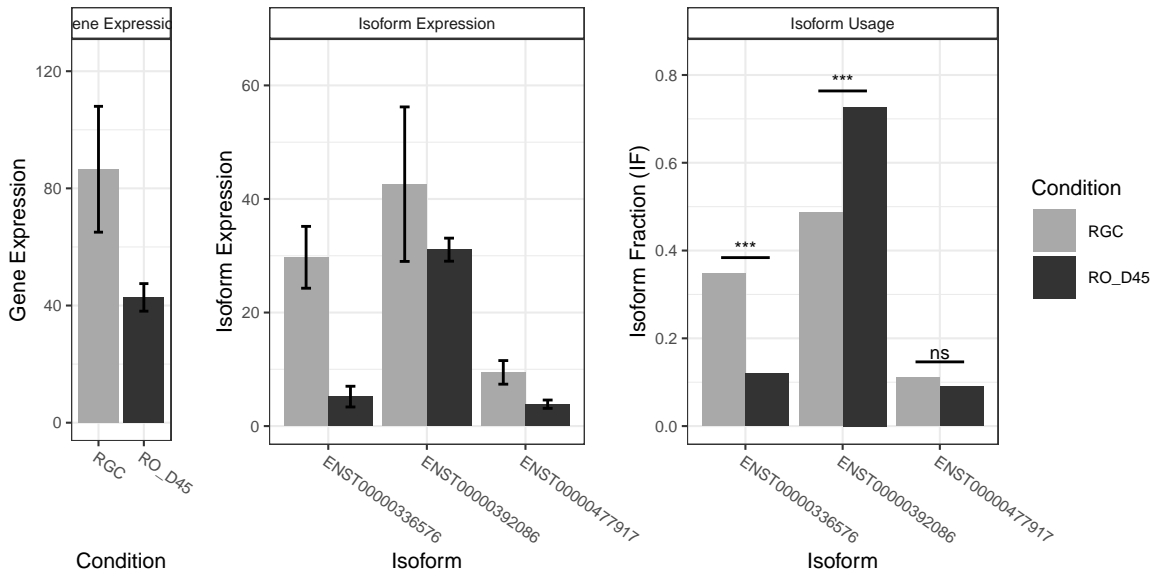 ene Expressio
Gene Expression
120
80
40
0
RGC
RO_D45
Condition
Isoform Expression
Isoform Expression
60
40
20
0
ENST00000336576
ENST00000392086
ENST00000477917
Isoform
Isoform Usage
Isoform Fraction (IF)
0.8
0.6
0.4
0.2
0.0
***
***
ns
ENST00000336576
ENST00000392086
ENST00000477917
Isoform
Condition
RGC
RO_D45